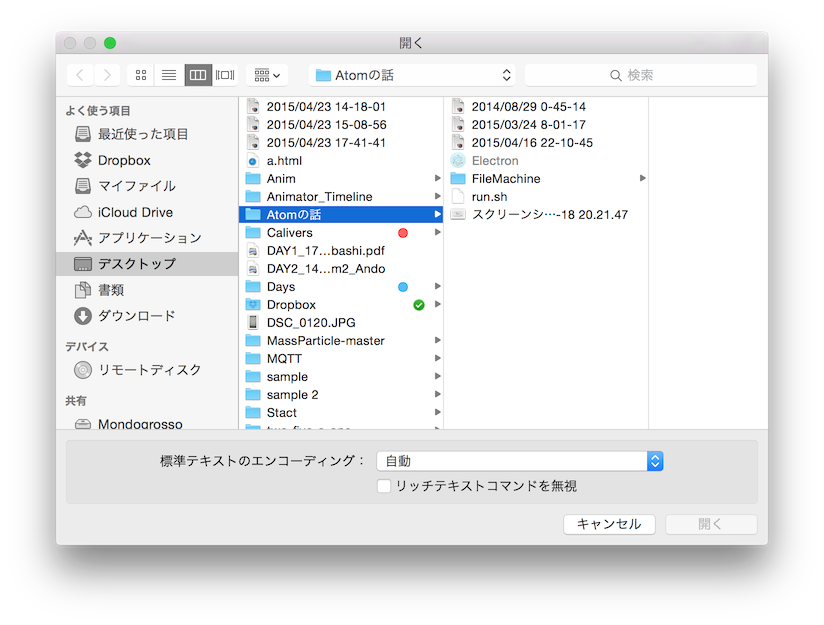 開く
Atomの話
検索
よく使う項目
最近使った項目
Dropbox
マイファイル
iCloud Drive
アプリケーション
デスクトップ
書類
ダウンロード
デバイス
リモートディスク
共有
Mondogrosso
2015/04/23 14-18-01
2015/04/23 15-08-56
2015/04/23 17-41-41
a.html
Anim
Animator_Timeline
Atomの話
Calivers
DAY1_17...bashi.pdf
DAY2_14...m2_Ando
Days
Dropbox
DSC_0120.JPG
MassParticle-master
MQTT
sample
sample 2
Stact
2014/08/29 0-45-14
2015/03/24 8-01-17
2015/04/16 22-10-45
Electron
FileMachine
run.sh
スクリーンシ…-18 20.21.47
標準テキストのエンコーディング：
自動
リッチテキストコマンドを無視
キャンセル
開く